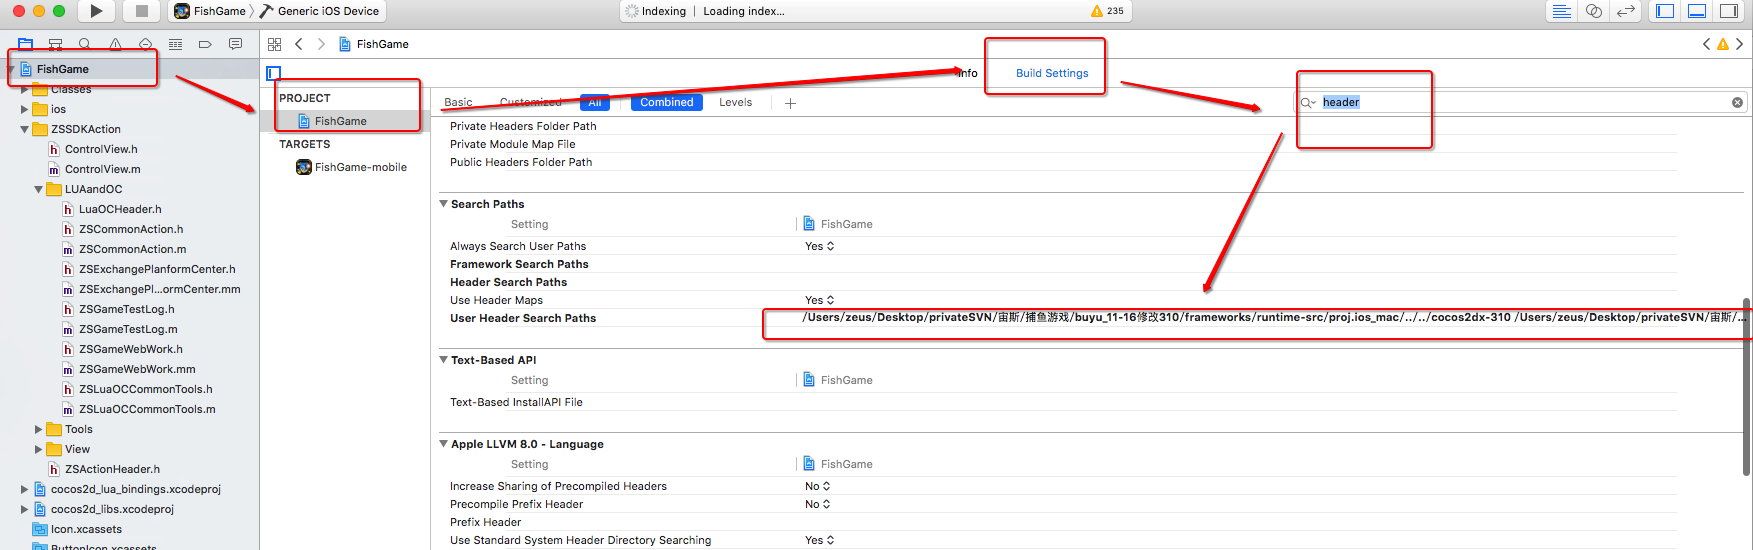 FishGame 〉 Generic iOS Device
Indexing | Loading index...
235
FishGame
FishGame
Classes
ios
ZSSDKAction
ControlView.h
ControlView.m
LUAandOC
LuaOCHeader.h
ZSCommonAction.h
ZSCommonAction.m
ZSExchangePlanformCenter.h
ZSExchangePl...ormCenter.mm
ZSGameTestLog.h
ZSGameTestLog.m
ZSGameWebWork.h
ZSGameWebWork.mm
ZSLuaOCCommonTools.h
ZSLuaOCCommonTools.m
Tools
View
ZSActionHeader.h
cocos2d_lua_bindings.xcodeproj
cocos2d_libs.xcodeproj
Icon.xcassets
ButtonIcon.xcassets
PROJECT
FishGame
TARGETS
FishGame-mobile
Info Build Settings
Basic Customized All Combined Levels +
header
Private Headers Folder Path
Private Module Map File
Public Headers Folder Path
Search Paths
Setting FishGame
Always Search User Paths Yes
Framework Search Paths
Header Search Paths
Use Header Maps Yes
User Header Search Paths /Users/zeus/Desktop/privateSVN/宙斯/捕鱼游戏/buyu_11-16修改310/frameworks/runtime-src/proj.ios_mac/../../cocos2dx-310 /Users/zeus/Desktop/privateSVN/宙斯/...
Text-Based API
Setting FishGame
Text-Based InstallAPI File
Apple LLVM 8.0 - Language
Setting FishGame
Increase Sharing of Precompiled Headers No
Precompile Prefix Header No
Prefix Header
Use Standard System Header Directory Searching Yes